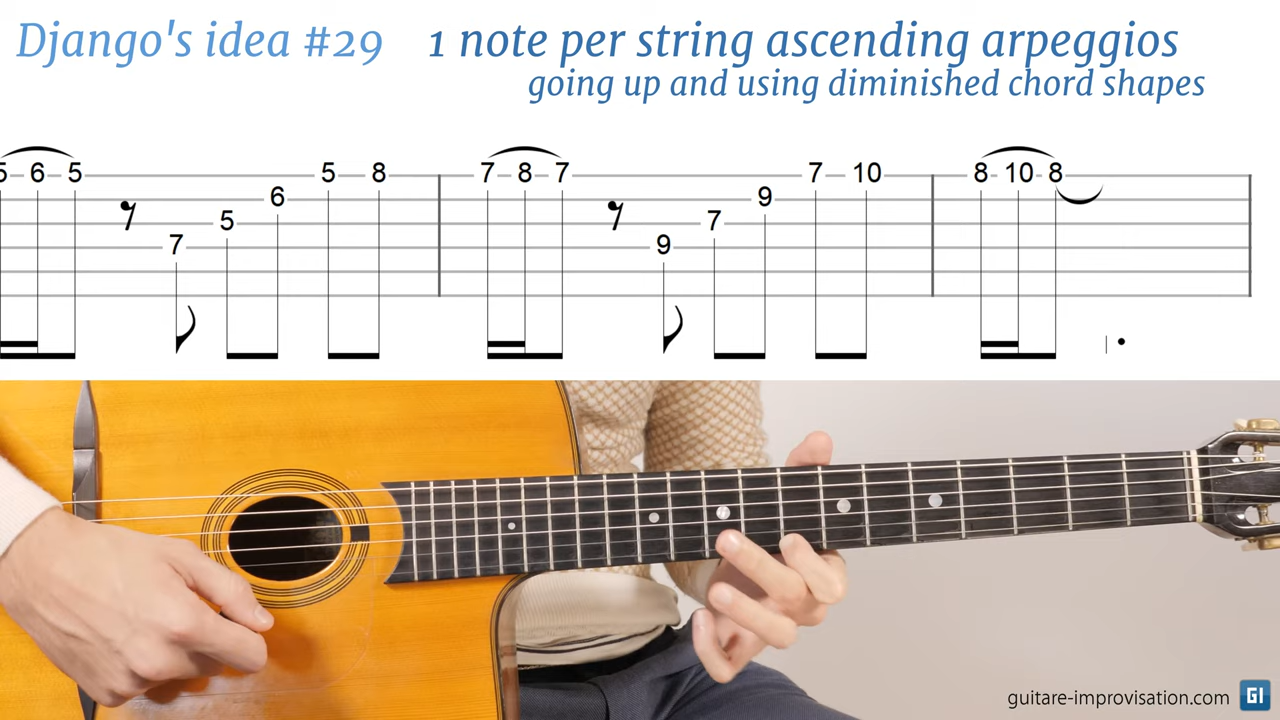 Django's idea #29 1 note per string ascending arpeggios
going up and using diminished chord shapes
5 6 5 7 5 6 5 8 7 8 7 9 7 9 7 10 8 10 8
guitare-improvisation.com GI